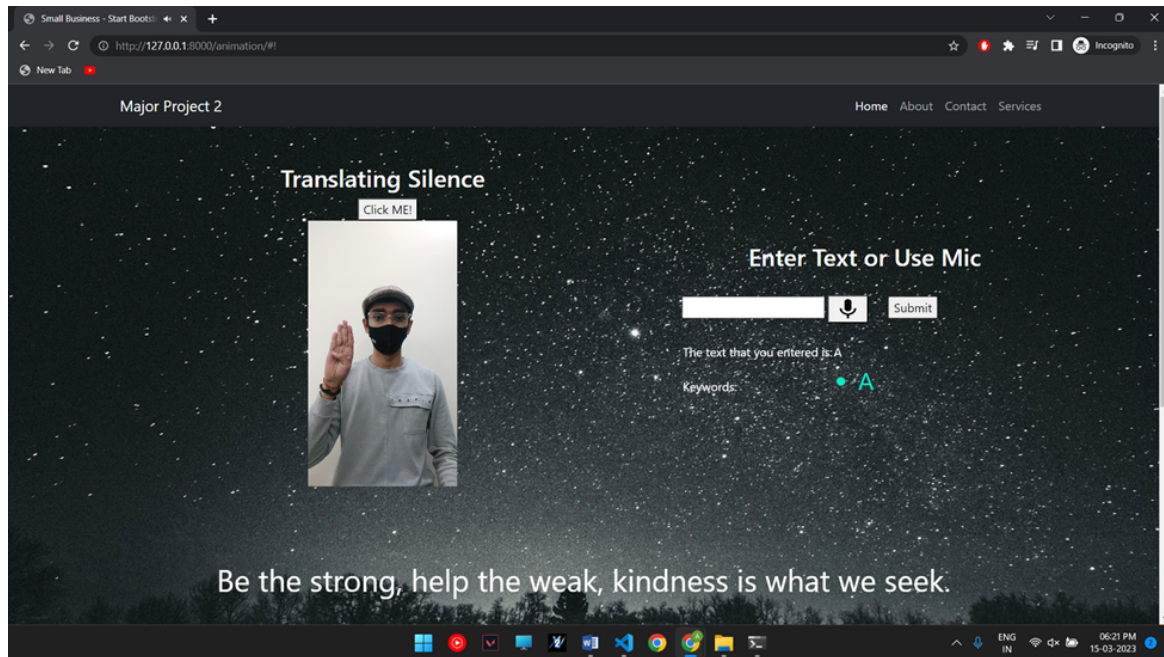 Small Business - Start Bootst
http://127.0.0.1:8000/animation/#!
Incognito
New Tab
Major Project 2
Home About Contact Services
Translating Silence
Click ME!
Enter Text or Use Mic
Submit
The text that you entered is:A
Keywords:
A
Be the strong, help the weak, kindness is what we seek.
ENG
IN
06:21 PM
15-03-2023
2